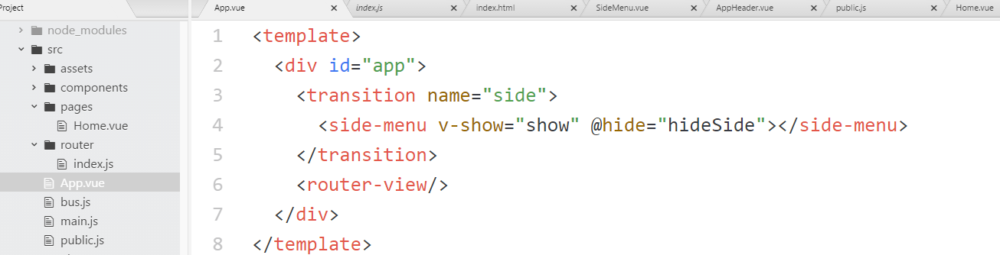 Project
App.vue
index.js
index.html
SideMenu.vue
AppHeader.vue
public.js
Home.vue
node_modules
src
assets
components
pages
Home.vue
router
index.js
App.vue
bus.js
main.js
public.js
1 <template>
2 <div id="app">
3 <transition name="side">
4 <side-menu v-show="show" @hide="hideSide"></side-menu>
5 </transition>
6 <router-view/>
7 </div>
8 </template>